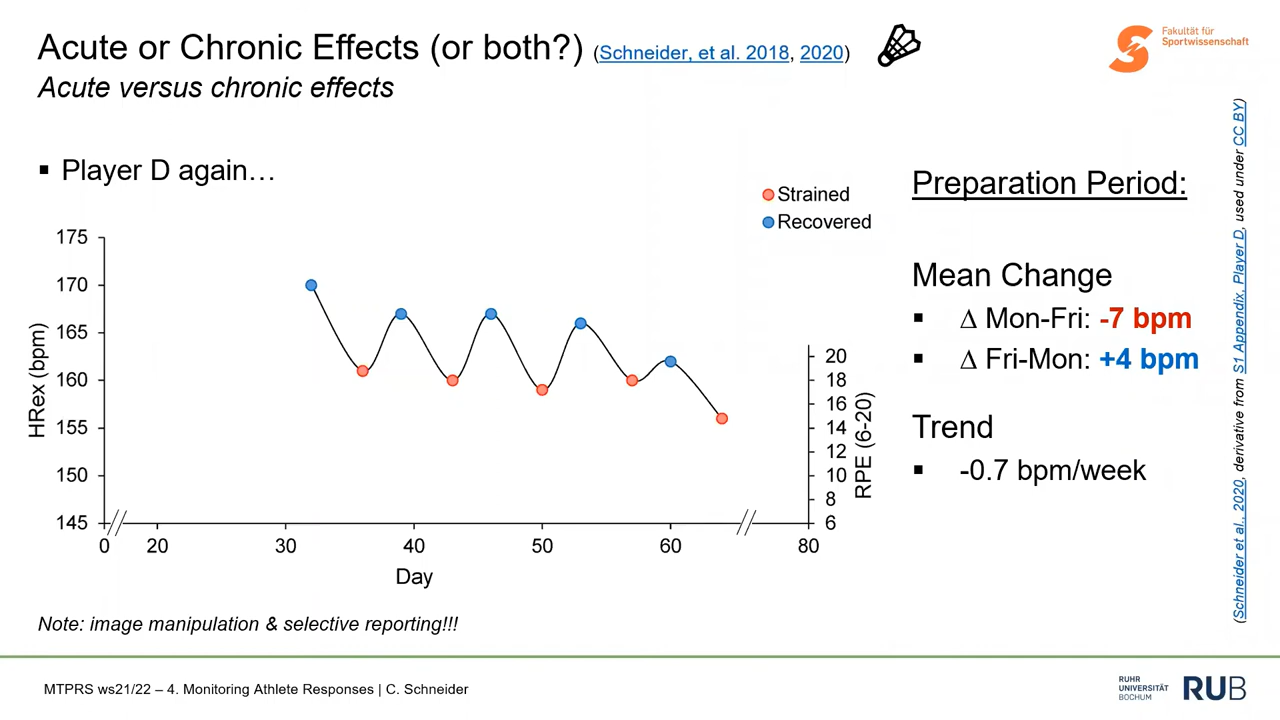 Acute or Chronic Effects (or both?) (Schneider, et al. 2018, 2020)
Acute versus chronic effects
Fakultät für
Sportwissenschaft
▪ Player D again…
Strained
Recovered
175
170
165
160
155
150
145
HRex (bpm)
0 20 30 40 50 60 80
Day
20
18
16
14
12
10
8
6
RPE (6-20)
Preparation Period:
Mean Change
▪ ∆ Mon-Fri: -7 bpm
▪ ∆ Fri-Mon: +4 bpm
Trend
▪ -0.7 bpm/week
(Schneider et al., 2020, derivative from S1 Appendix, Player D, used under CC BY)
Note: image manipulation & selective reporting!!!
MTPRS ws21/22 – 4. Monitoring Athlete Responses | C. Schneider
RUHR
UNIVERSITÄT
BOCHUM
RUB